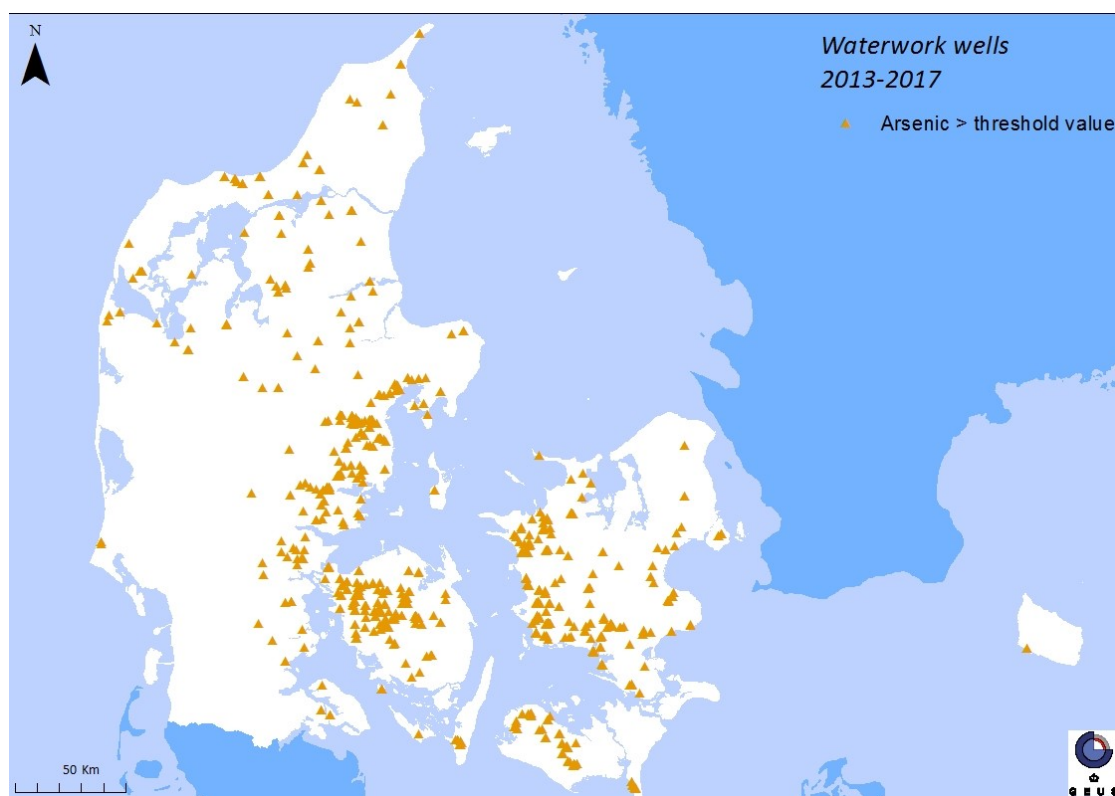 N
Waterwork wells
2013-2017
Arsenic > threshold value
50 Km
G E U S